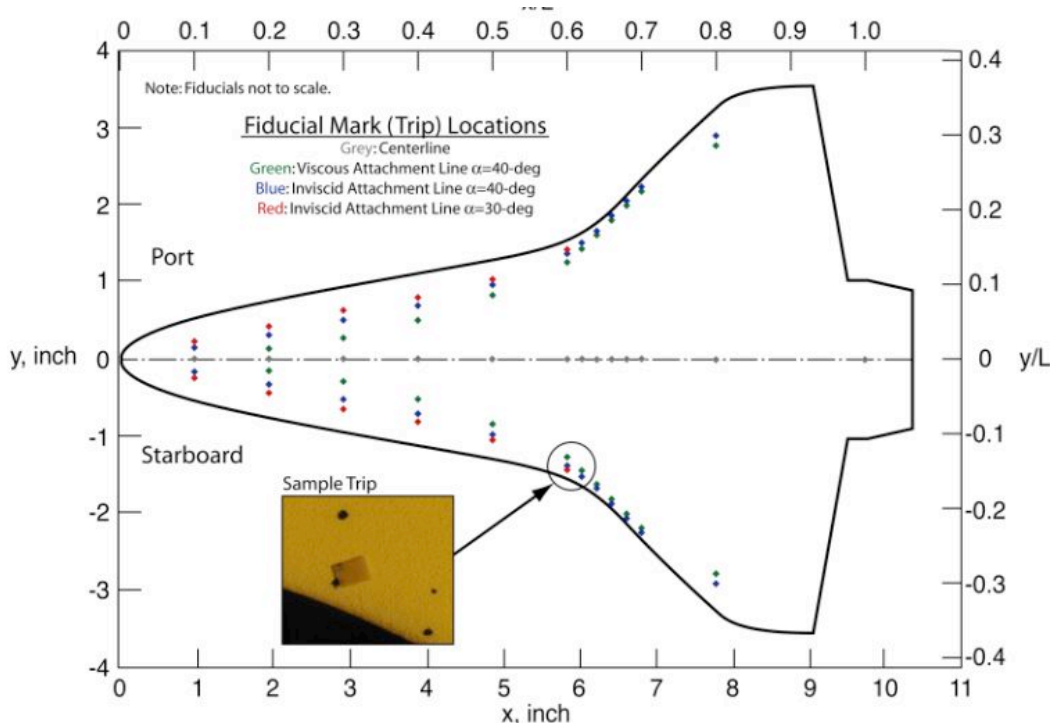 x/L
0 0.1 0.2 0.3 0.4 0.5 0.6 0.7 0.8 0.9 1.0
4 0.4
Note: Fiducials not to scale.
Fiducial Mark (Trip) Locations
3 0.3
Grey: Centerline
Green: Viscous Attachment Line α=40-deg
Blue: Inviscid Attachment Line α=40-deg
Red: Inviscid Attachment Line α=30-deg
2 0.2
Port
1 0.1
y, inch 0 0 y/L
-1 -0.1
Starboard
Sample Trip
-2 -0.2
-3 -0.3
-4 -0.4
0 1 2 3 4 5 6 7 8 9 10 11
x, inch